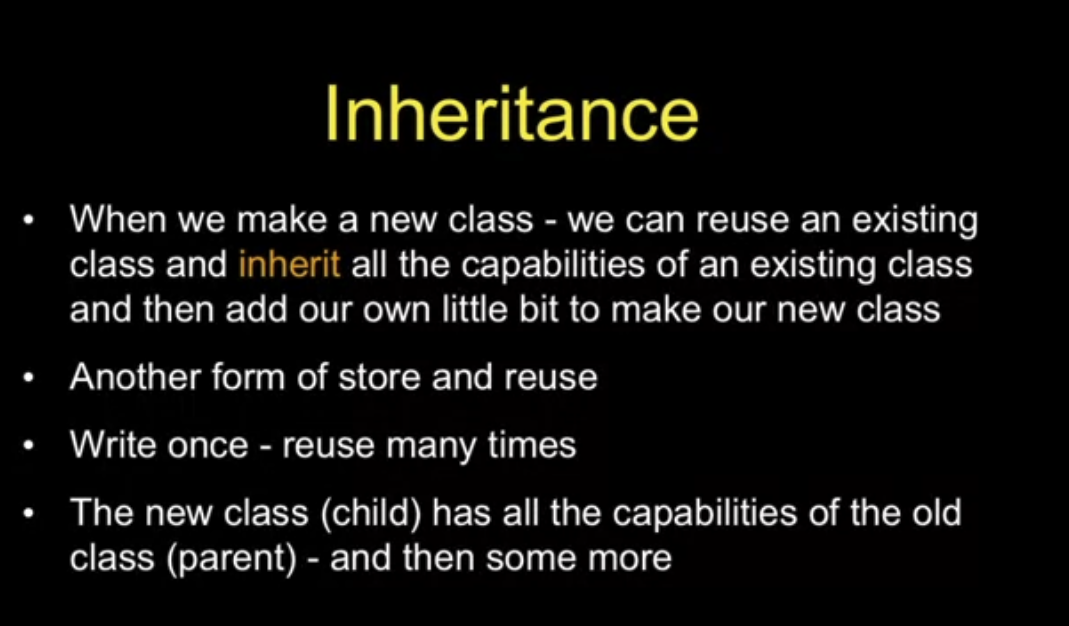 Inheritance
• When we make a new class - we can reuse an existing
class and inherit all the capabilities of an existing class
and then add our own little bit to make our new class
• Another form of store and reuse
• Write once - reuse many times
• The new class (child) has all the capabilities of the old
class (parent) - and then some more